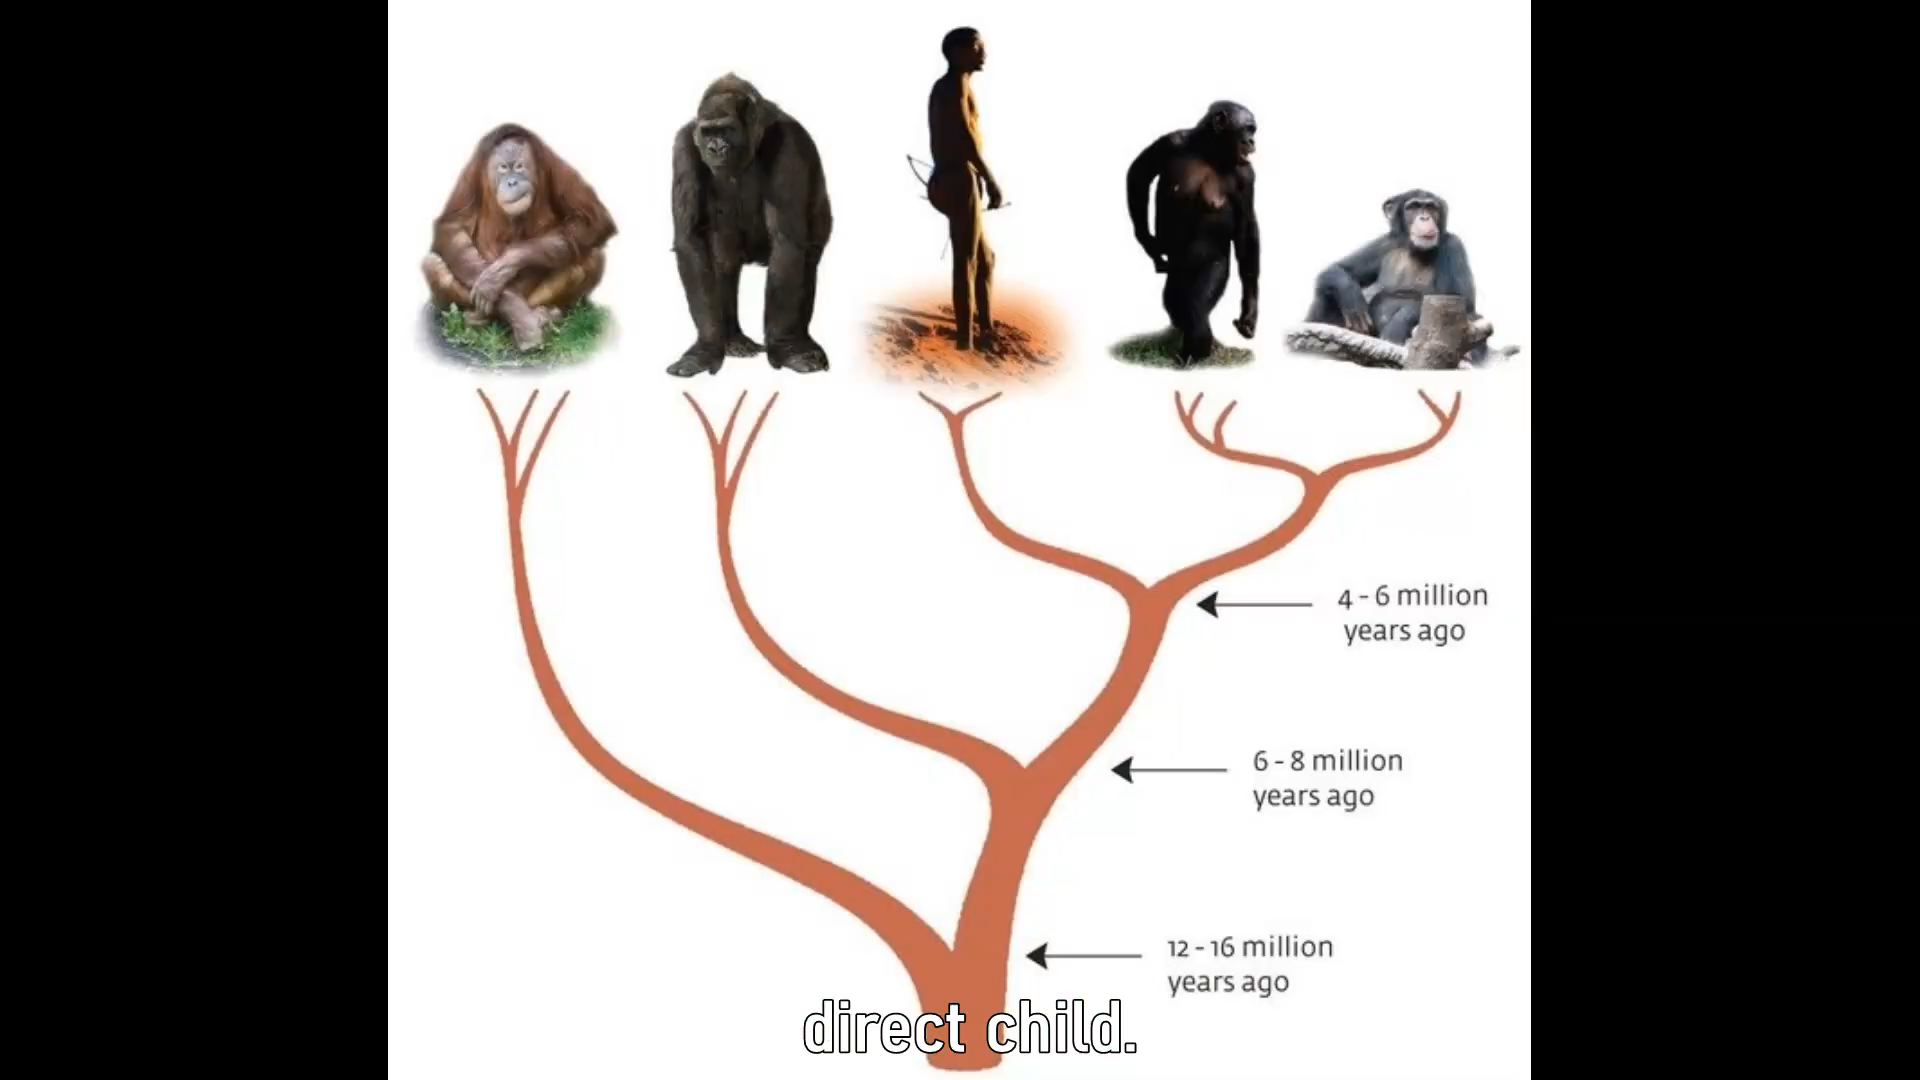 4 - 6 million
years ago
6 - 8 million
years ago
12 - 16 million
years ago
direct child.